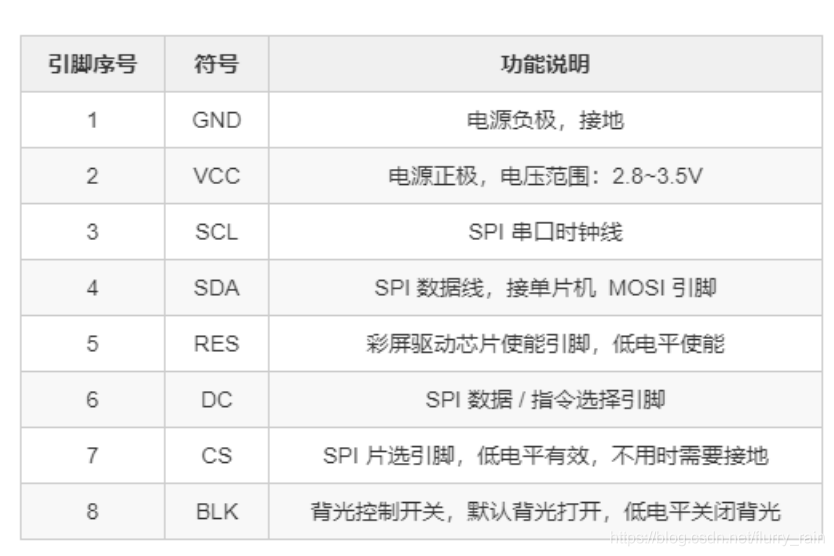 引脚序号 符号 功能说明
1 GND 电源负极，接地
2 VCC 电源正极，电压范围：2.8~3.5V
3 SCL SPI 串口时钟线
4 SDA SPI 数据线，接单片机 MOSI 引脚
5 RES 彩屏驱动芯片使能引脚，低电平使能
6 DC SPI 数据 / 指令选择引脚
7 CS SPI 片选引脚，低电平有效，不用时需要接地
8 BLK 背光控制开关，默认背光打开，低电平关闭背光
https://blog.csdn.net/flurry_rain